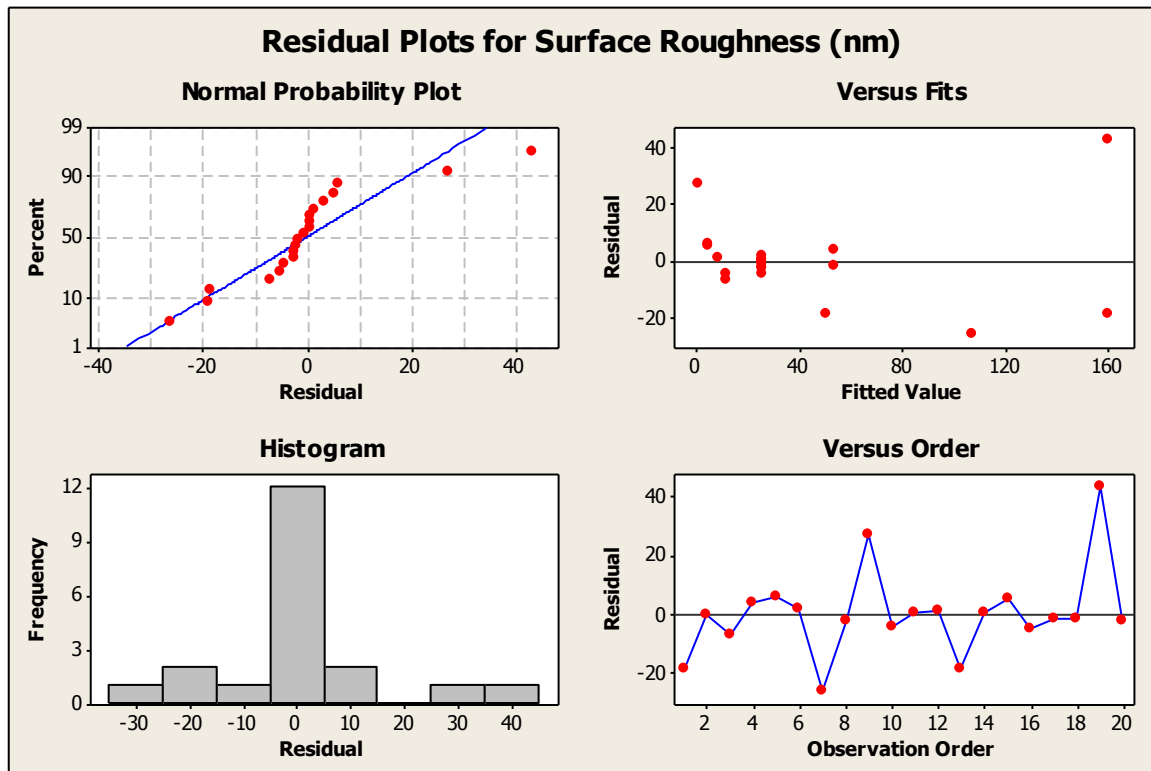 Residual Plots for Surface Roughness (nm)
Normal Probability Plot
99
90
50
10
1
Percent
-40 -20 0 20 40
Residual
Versus Fits
40
20
0
-20
Residual
0 40 80 120 160
Fitted Value
Histogram
12
9
6
3
0
Frequency
-30 -20 -10 0 10 20 30 40
Residual
Versus Order
40
20
0
-20
Residual
2 4 6 8 10 12 14 16 18 20
Observation Order